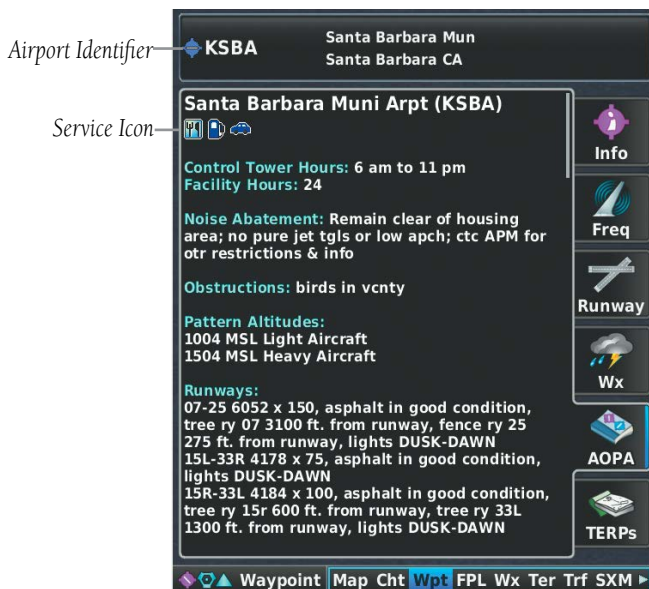 Airport Identifier
KSBA
Santa Barbara Mun
Santa Barbara CA
Service Icon
Santa Barbara Muni Arpt (KSBA)
Control Tower Hours: 6 am to 11 pm
Facility Hours: 24
Noise Abatement: Remain clear of housing
area; no pure jet tgls or low apch; ctc APM for
otr restrictions & info
Obstructions: birds in vcnty
Pattern Altitudes:
1004 MSL Light Aircraft
1504 MSL Heavy Aircraft
Runways:
07-25 6052 x 150, asphalt in good condition,
tree ry 07 3100 ft. from runway, fence ry 25
275 ft. from runway, lights DUSK-DAWN
15L-33R 4178 x 75, asphalt in good condition,
lights DUSK-DAWN
15R-33L 4184 x 100, asphalt in good condition,
tree ry 15r 600 ft. from runway, tree ry 33L
1300 ft. from runway, lights DUSK-DAWN
Info
Freq
Runway
Wx
AOPA
TERPs
Waypoint Map Cht Wpt FPL Wx Ter Trf SXM